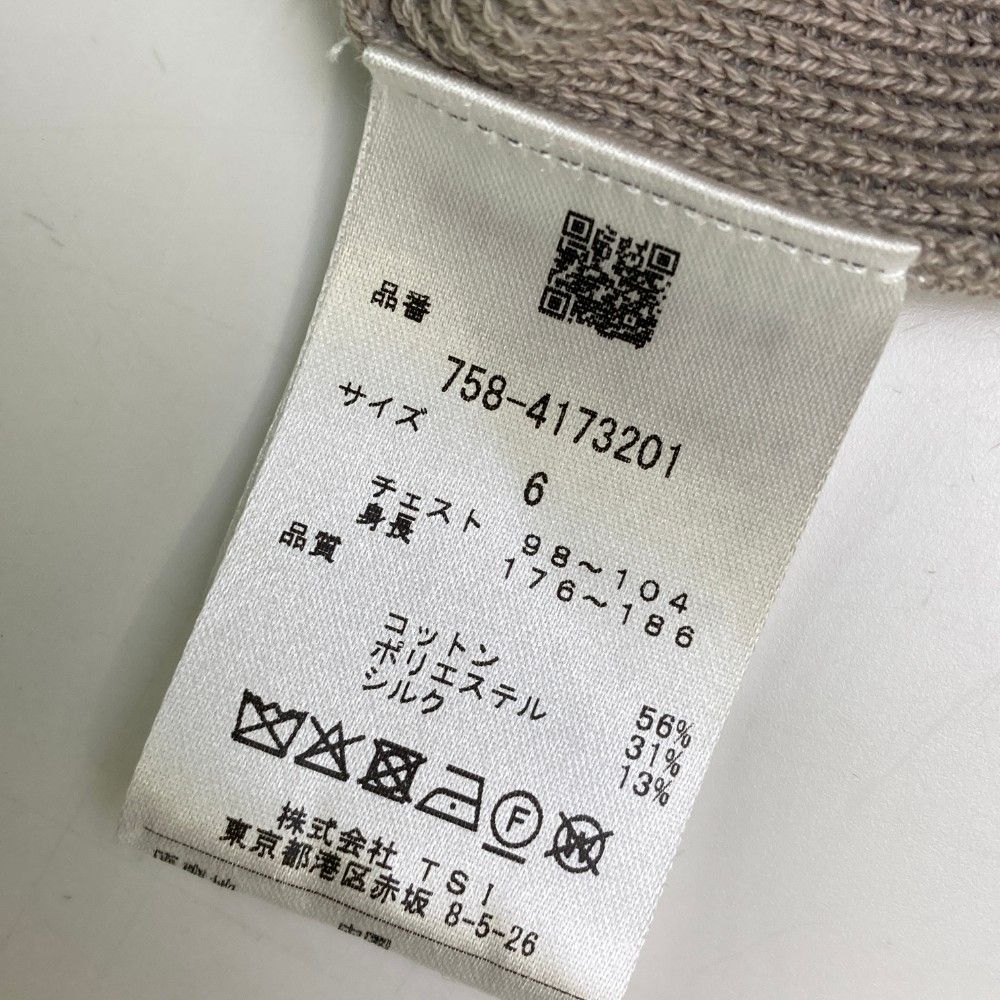 品番
758-4173201
サイズ
6
チェスト 98～104
身長 176～186
品質
コットン 56%
ポリエステル 31%
シルク 13%
F
W
株式会社 TSI
東京都港区赤坂 8-5-26